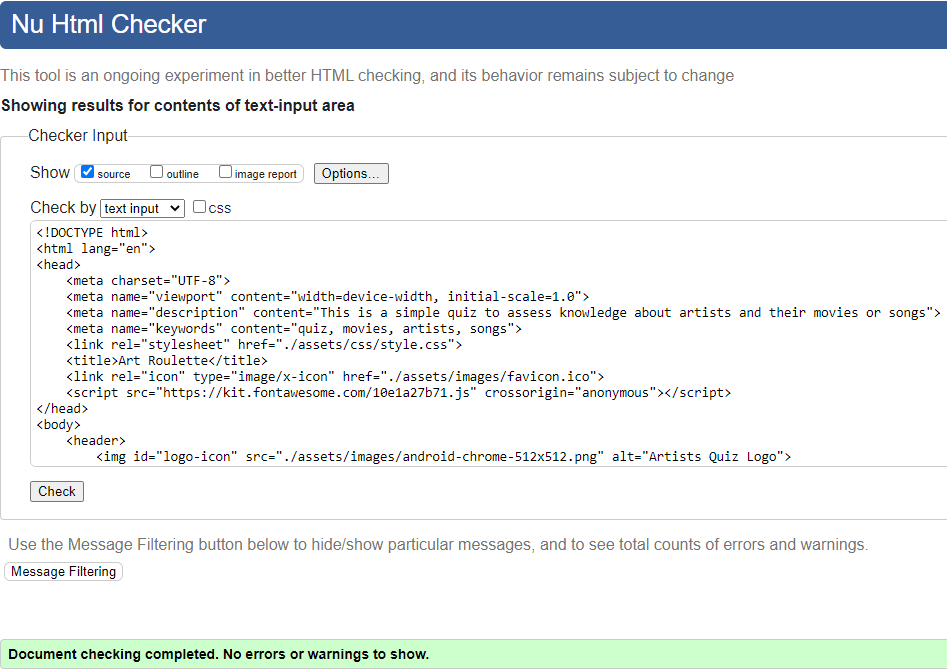 Nu Html Checker
This tool is an ongoing experiment in better HTML checking, and its behavior remains subject to change
Showing results for contents of text-input area
Checker Input
Show source outline image report Options...
Check by text input css
<!DOCTYPE html>
<html lang="en">
<head>
    <meta charset="UTF-8">
    <meta name="viewport" content="width=device-width, initial-scale=1.0">
    <meta name="description" content="This is a simple quiz to assess knowledge about artists and their movies or songs">
    <meta name="keywords" content="quiz, movies, artists, songs">
    <link rel="stylesheet" href="./assets/css/style.css">
    <title>Art Roulette</title>
    <link rel="icon" type="image/x-icon" href="./assets/images/favicon.ico">
    <script src="https://kit.fontawesome.com/10e1a27b71.js" crossorigin="anonymous"></script>
</head>
<body>
    <header>
        <img id="logo-icon" src="./assets/images/android-chrome-512x512.png" alt="Artists Quiz Logo">
Check
Use the Message Filtering button below to hide/show particular messages, and to see total counts of errors and warnings.
Message Filtering
Document checking completed. No errors or warnings to show.